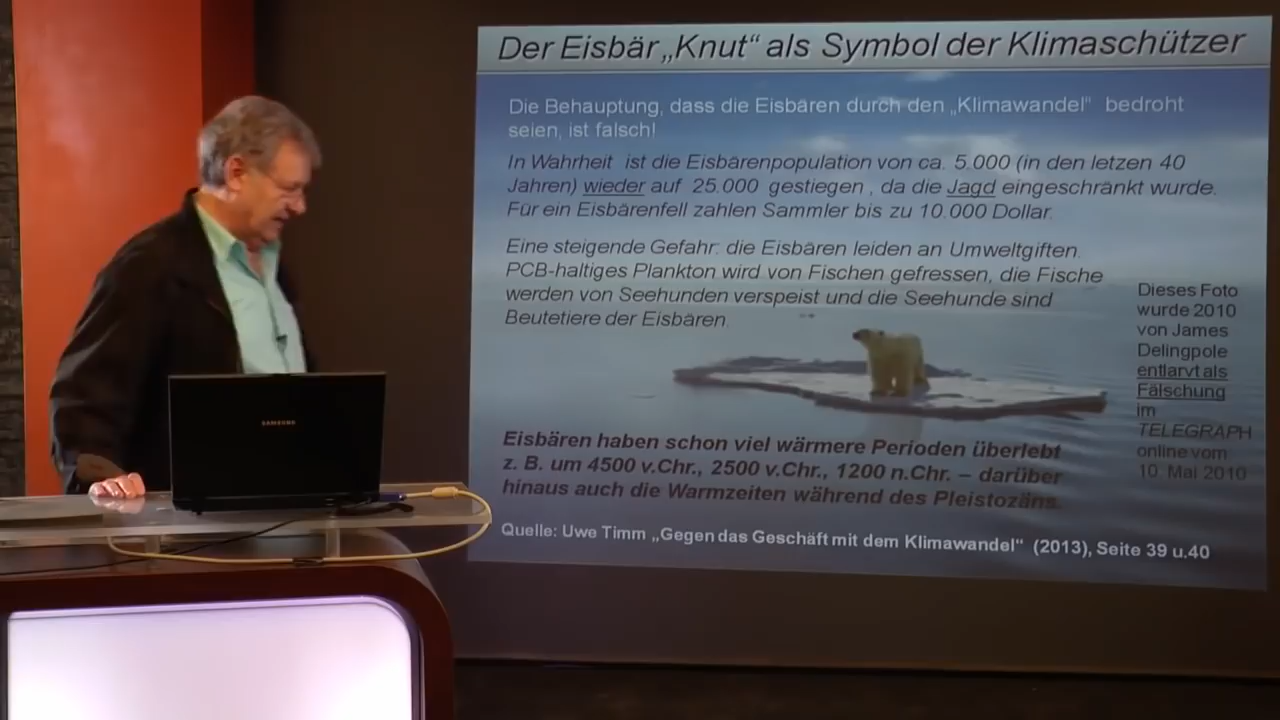 Der Eisbär „Knut“ als Symbol der Klimaschützer
Die Behauptung, dass die Eisbären durch den „Klimawandel“ bedroht
seien, ist falsch!
In Wahrheit ist die Eisbärenpopulation von ca. 5.000 (in den letzen 40
Jahren) wieder auf 25.000 gestiegen , da die Jagd eingeschränkt wurde.
Für ein Eisbärenfell zahlen Sammler bis zu 10.000 Dollar.
Eine steigende Gefahr: die Eisbären leiden an Umweltgiften.
PCB-haltiges Plankton wird von Fischen gefressen, die Fische
werden von Seehunden verspeist und die Seehunde sind
Beutetiere der Eisbären.
Dieses Foto
wurde 2010
von James
Delingpole
entlarvt als
Fälschung
im
TELEGRAPH
online vom
10. Mai 2010
Eisbären haben schon viel wärmere Perioden überlebt
z. B. um 4500 v.Chr., 2500 v.Chr., 1200 n.Chr. – darüber
hinaus auch die Warmzeiten während des Pleistozäns.
Quelle: Uwe Timm „Gegen das Geschäft mit dem Klimawandel“ (2013), Seite 39 u.40
SAMSUNG